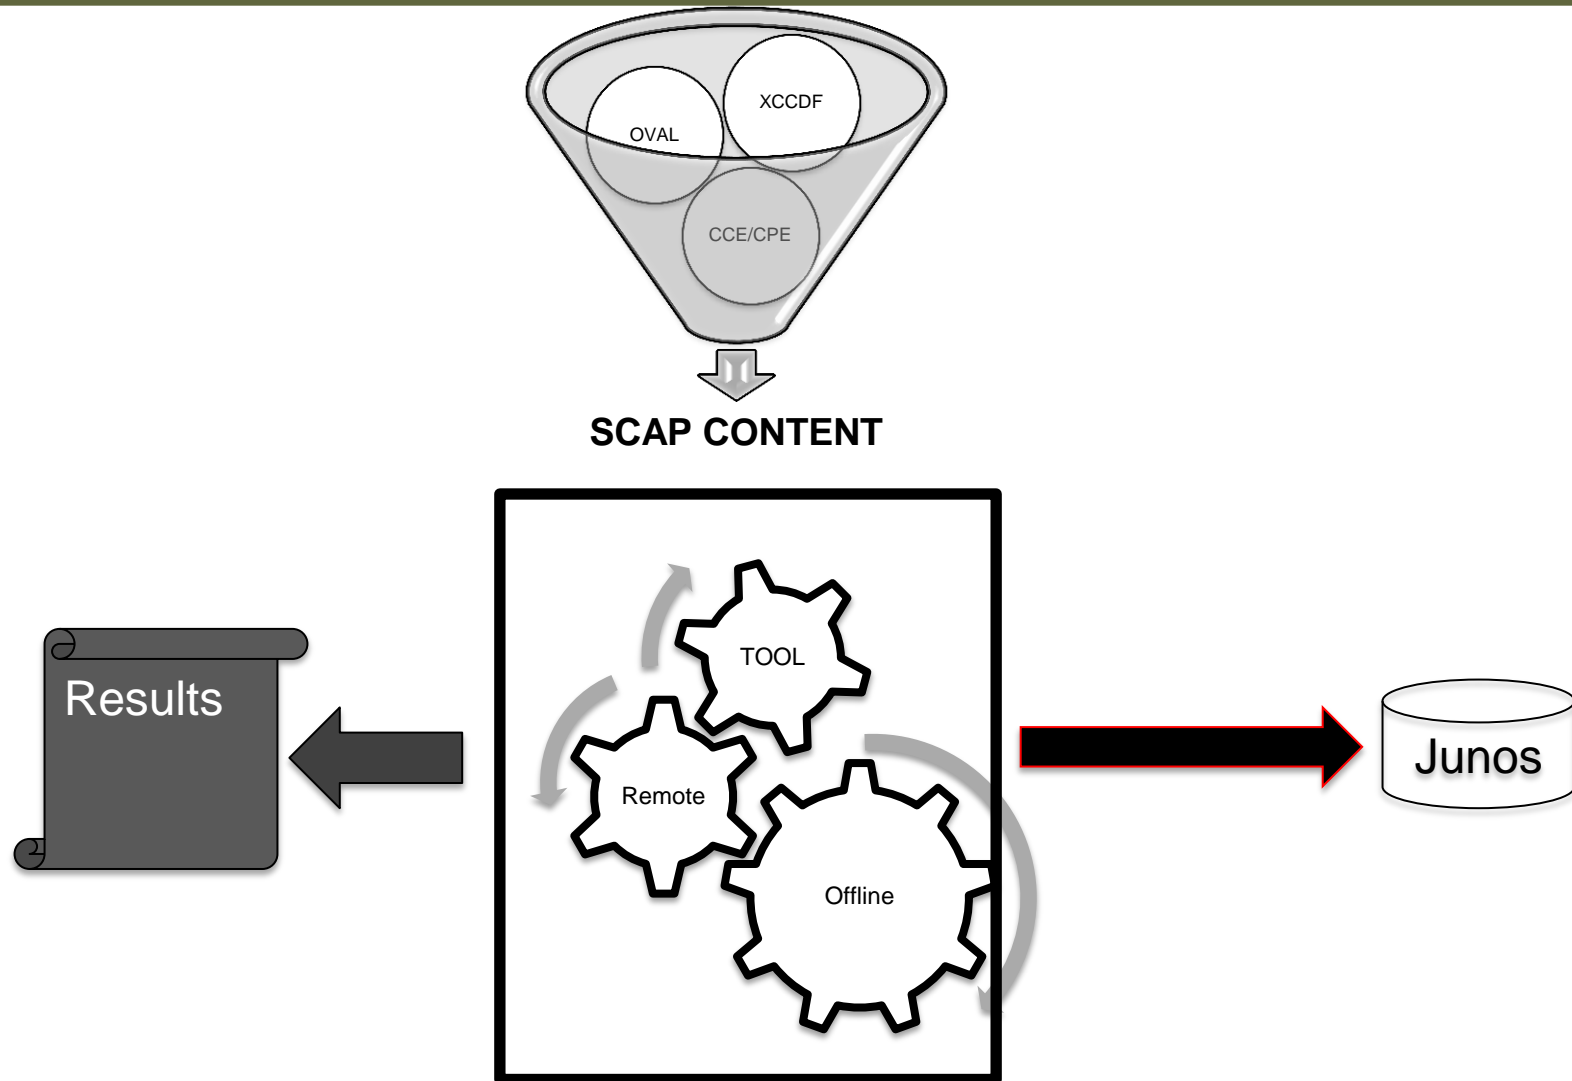 XCCDF
OVAL
CCE/CPE
SCAP CONTENT
TOOL
Results
Junos
Remote
Offline